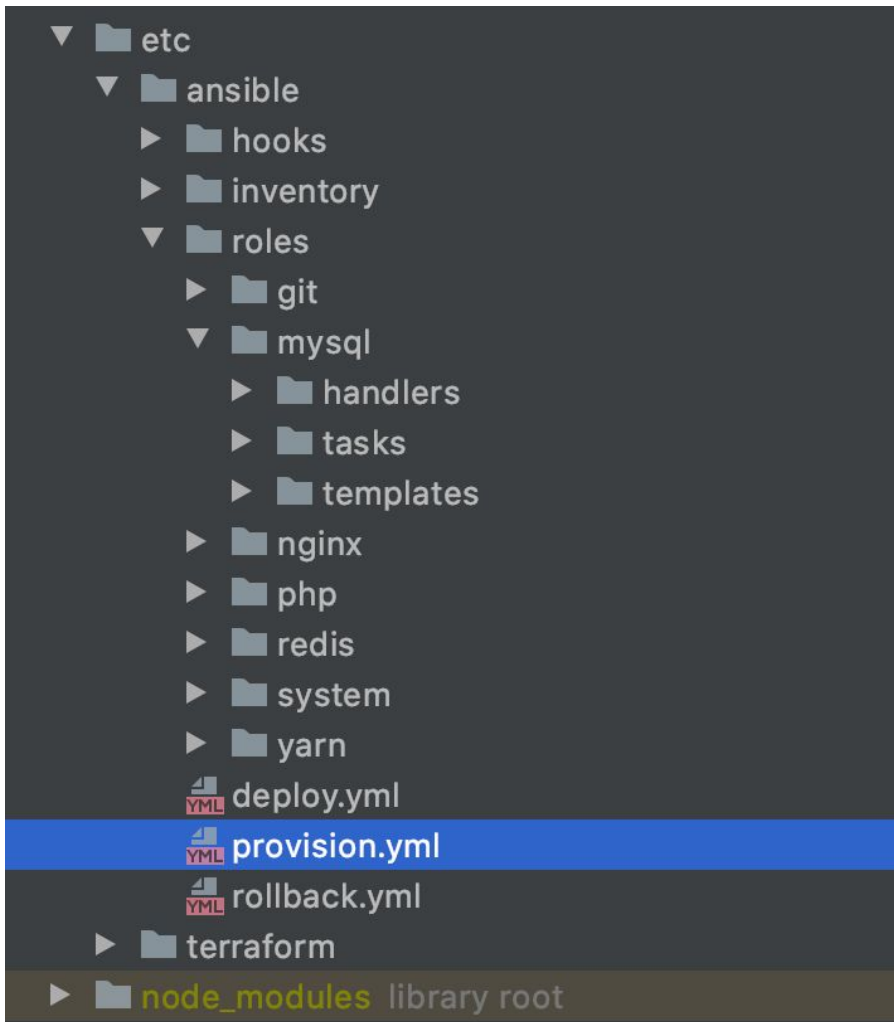 etc
ansible
hooks
inventory
roles
git
mysql
handlers
tasks
templates
nginx
php
redis
system
yarn
YML deploy.yml
YML provision.yml
YML rollback.yml
terraform
node_modules library root